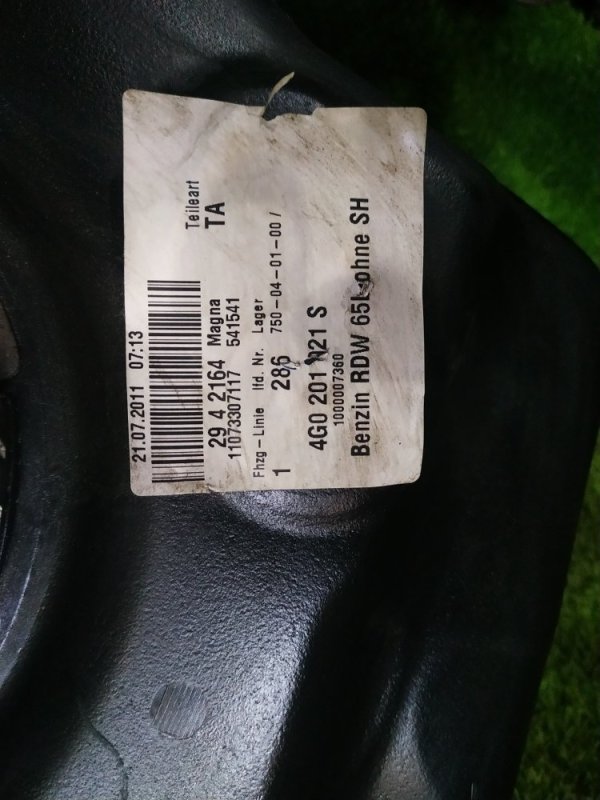 21.07.2011 07:13
Teileart
TA
29 4 2164 Magna
11073307117 541541
Fhzg-Linie lfd. Nr. Lager
1 286 750-04-01-00 /
4G0 201 021 S
1000007360
Benzin RDW 65L ohne SH